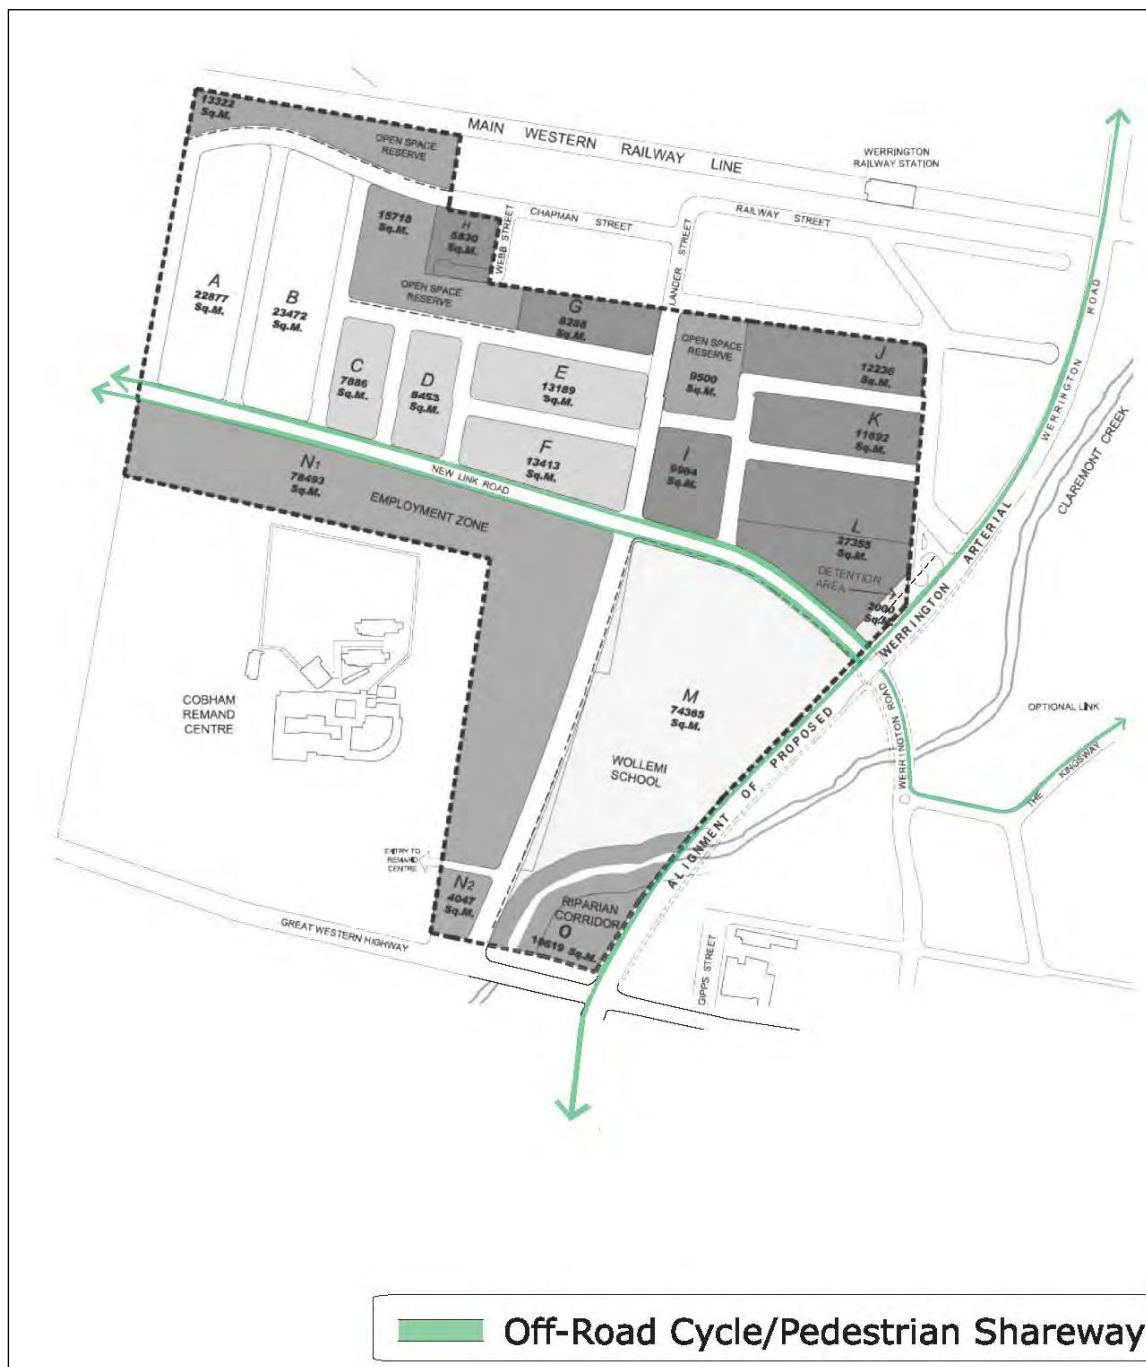 13322
Sq.M.
OPEN SPACE
RESERVE
MAIN WESTERN RAILWAY LINE
WERRINGTON
RAILWAY STATION
15718
Sq.M.
H
5830
Sq.M.
WEBB STREET
CHAPMAN STREET
LANDER STREET
RAILWAY STREET
WERRINGTON ROAD
A
22877
Sq.M.
B
23472
Sq.M.
OPEN SPACE
RESERVE
G
8288
Sq.M.
C
7886
Sq.M.
D
8453
Sq.M.
E
13189
Sq.M.
OPEN SPACE
RESERVE
9500
Sq.M.
J
12236
Sq.M.
K
11692
Sq.M.
F
13413
Sq.M.
I
9984
Sq.M.
N1
78493
Sq.M.
NEW LINK ROAD
EMPLOYMENT ZONE
L
27355
Sq.M.
DETENTION
AREA
2000
Sq.M.
CLAREMONT CREEK
ALIGNMENT OF PROPOSED WERRINGTON ARTERIAL
COBHAM
REMAND
CENTRE
M
74365
Sq.M.
WOLLEMI
SCHOOL
WERRINGTON ROAD
OPTIONAL LINK
THE KINGSWAY
ENTRY TO
REMAND
CENTRE
N2
4047
Sq.M.
RIPARIAN
CORRIDOR
O
16619 Sq.M.
GREAT WESTERN HIGHWAY
GIPPS STREET
Off-Road Cycle/Pedestrian Shareway